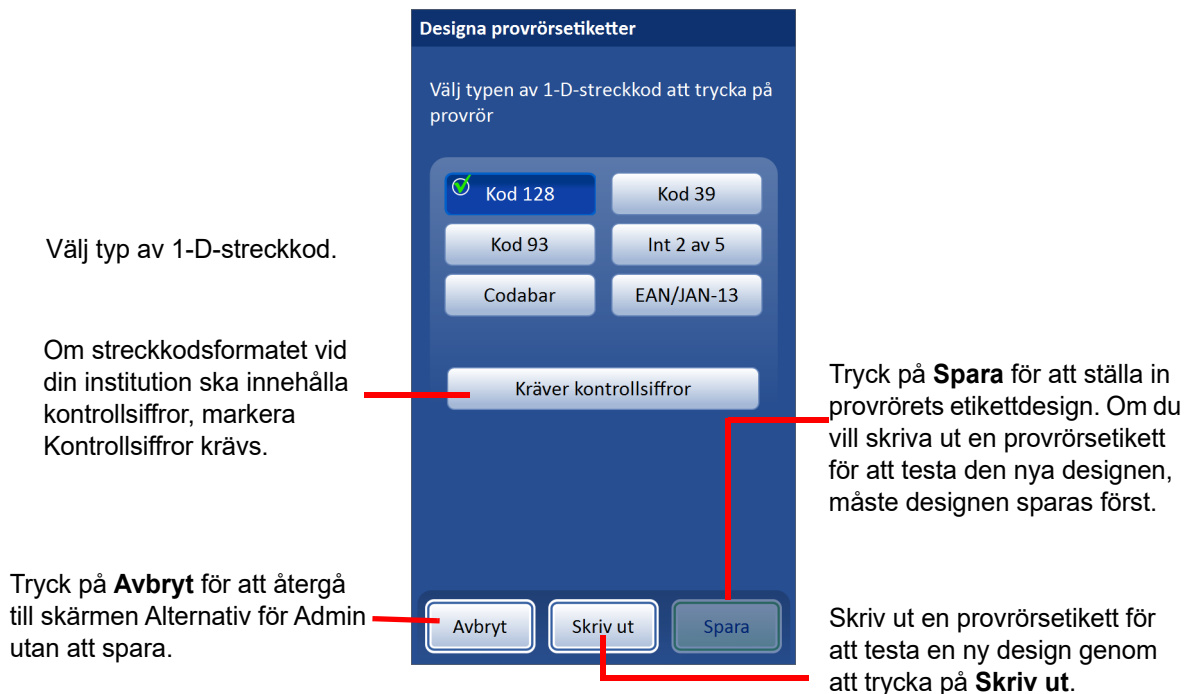 Designa provrörsetiketter
Välj typen av 1-D-streckkod att trycka på
provrör
Kod 128
Kod 39
Kod 93
Int 2 av 5
Codabar
EAN/JAN-13
Kräver kontrollsiffror
Avbryt
Skriv ut
Spara
Välj typ av 1-D-streckkod.
Om streckkodsformatet vid
din institution ska innehålla
kontrollsiffror, markera
Kontrollsiffror krävs.
Tryck på Avbryt för att återgå
till skärmen Alternativ för Admin
utan att spara.
Tryck på Spara för att ställa in
provrörets etikettdesign. Om du
vill skriva ut en provrörsetikett
för att testa den nya designen,
måste designen sparas först.
Skriv ut en provrörsetikett för
att testa en ny design genom
att trycka på Skriv ut.